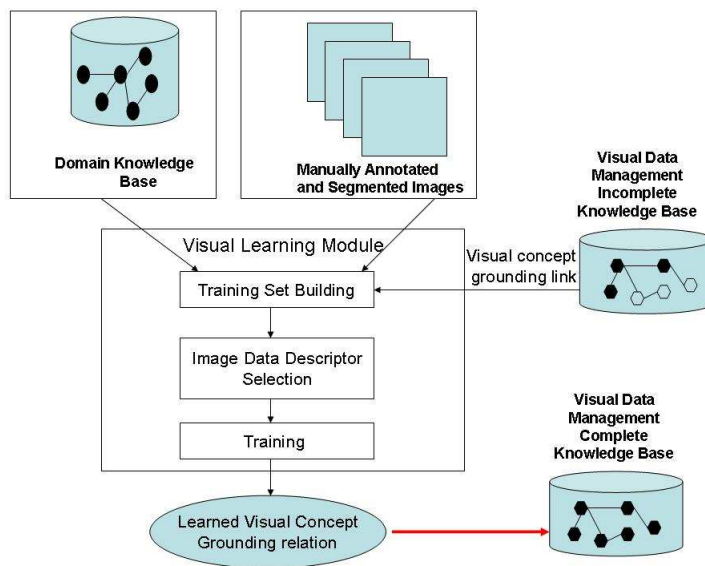 Domain Knowledge
Base
Manually Annotated
and Segmented Images
Visual Data
Management
Incomplete
Knowledge Base
Visual Learning Module
Visual concept
grounding link
Training Set Building
Image Data Descriptor
Selection
Training
Visual Data
Management
Complete
Knowledge Base
Learned Visual Concept
Grounding relation